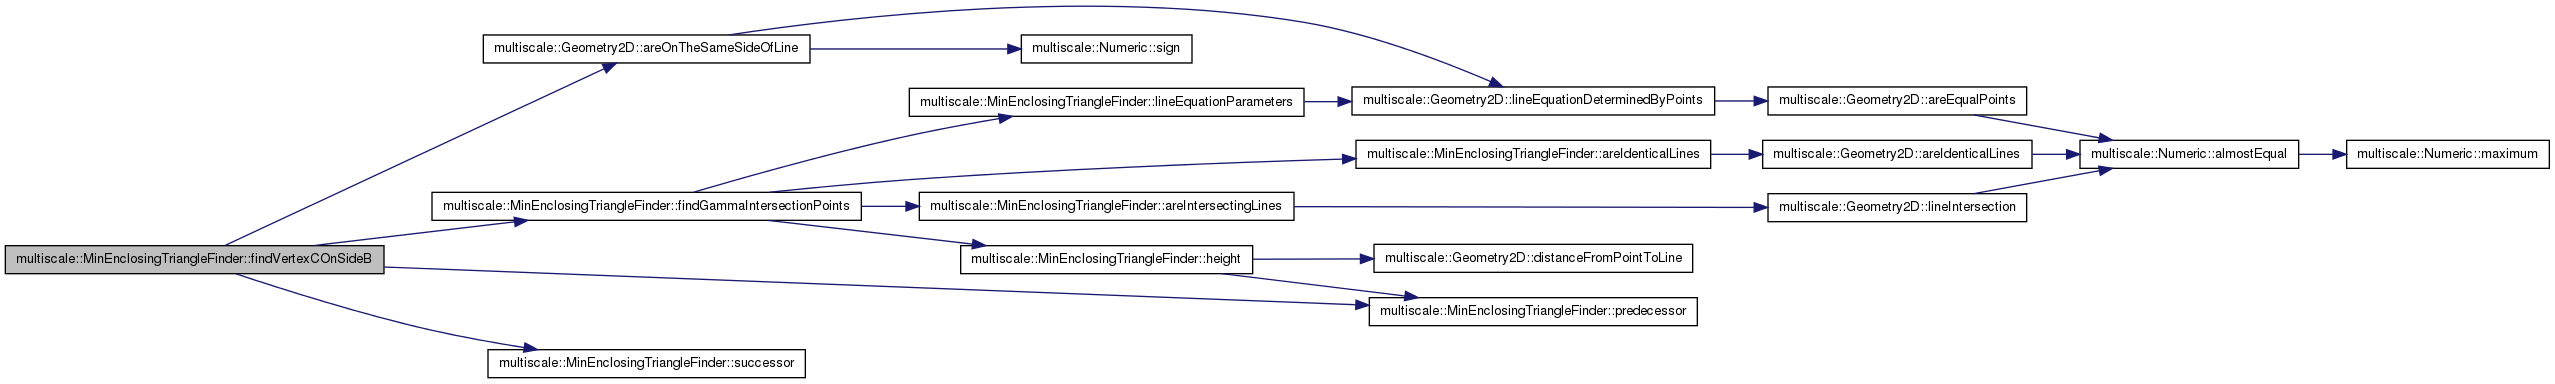 multiscale::Geometry2D::areOnTheSameSideOfLine
multiscale::Numeric::sign
multiscale::MinEnclosingTriangleFinder::lineEquationParameters
multiscale::Geometry2D::lineEquationDeterminedByPoints
multiscale::Geometry2D::areEqualPoints
multiscale::MinEnclosingTriangleFinder::areIdenticalLines
multiscale::Geometry2D::areIdenticalLines
multiscale::Numeric::almostEqual
multiscale::Numeric::maximum
multiscale::MinEnclosingTriangleFinder::findGammaIntersectionPoints
multiscale::MinEnclosingTriangleFinder::areIntersectingLines
multiscale::Geometry2D::lineIntersection
multiscale::MinEnclosingTriangleFinder::findVertexCOnSideB
multiscale::MinEnclosingTriangleFinder::height
multiscale::Geometry2D::distanceFromPointToLine
multiscale::MinEnclosingTriangleFinder::predecessor
multiscale::MinEnclosingTriangleFinder::successor